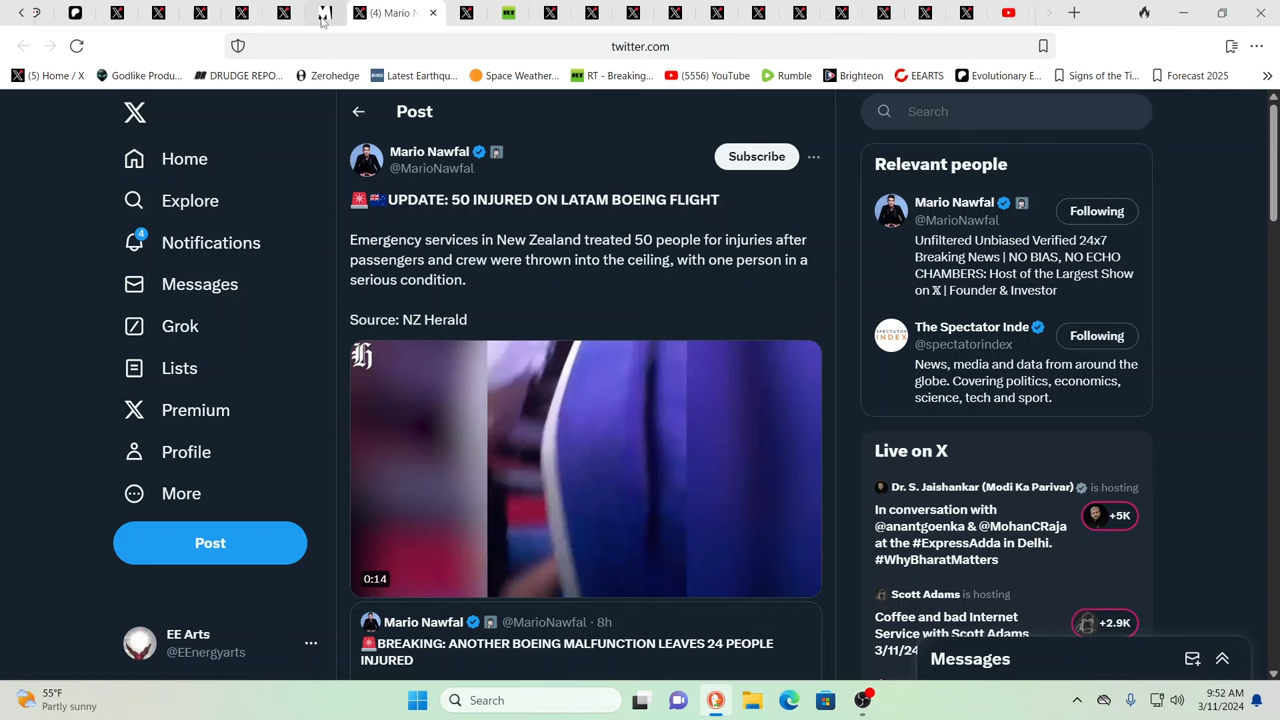 (4) Mario N
twitter.com
(5) Home / X
Godlike Produ...
DRUDGE REPO...
Zerohedge
Latest Earthqu...
Space Weather...
RT - Breaking...
(5556) YouTube
Rumble
Brighteon
EEARTS
Evolutionary E...
Signs of the Ti...
Forecast 2025
Home
Explore
4
Notifications
Messages
Grok
Lists
Premium
Profile
More
Post
EE Arts
@EEnergyarts
Post
Mario Nawfal
@MarioNawfal
Subscribe
UPDATE: 50 INJURED ON LATAM BOEING FLIGHT
Emergency services in New Zealand treated 50 people for injuries after
passengers and crew were thrown into the ceiling, with one person in a
serious condition.
Source: NZ Herald
0:14
Mario Nawfal @MarioNawfal · 8h
BREAKING: ANOTHER BOEING MALFUNCTION LEAVES 24 PEOPLE
INJURED
Search
Relevant people
Mario Nawfal
@MarioNawfal
Following
Unfiltered Unbiased Verified 24x7
Breaking News | NO BIAS, NO ECHO
CHAMBERS: Host of the Largest Show
on 𝕏 | Founder & Investor
The Spectator Inde
@spectatorindex
Following
News, media and data from around the
globe. Covering politics, economics,
science, tech and sport.
Live on X
Dr. S. Jaishankar (Modi Ka Parivar) is hosting
In conversation with
@anantgoenka & @MohanCRaja
at the #ExpressAdda in Delhi.
#WhyBharatMatters
+5K
Scott Adams is hosting
Coffee and bad Internet
Service with Scott Adams
3/11/24
+2.9K
Messages
55°F
Partly sunny
Search
9:52 AM
3/11/2024